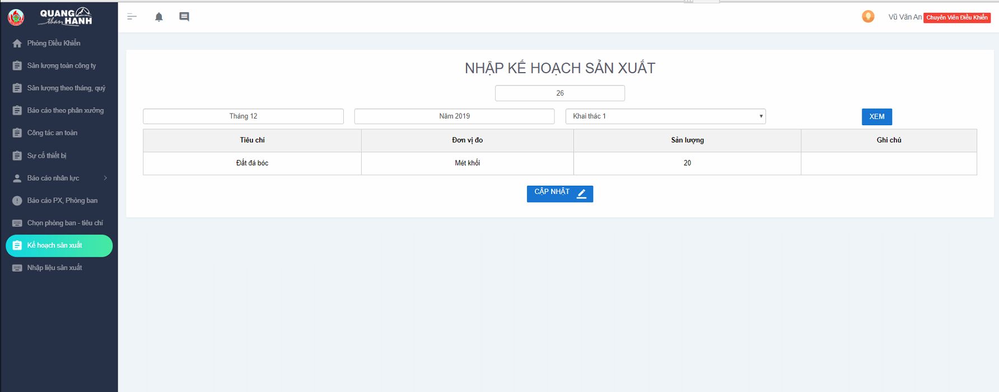 QUANG
than HANH
Vũ Văn An Chuyên Viên Điều Khiển
Phòng Điều Khiển
Sản lượng toàn công ty
Sản lượng theo tháng, quý
Báo cáo theo phân xưởng
Công tác an toàn
Sự cố thiết bị
Báo cáo nhân lực
Báo cáo PX, Phòng ban
Chọn phòng ban - tiêu chí
Kế hoạch sản xuất
Nhập liệu sản xuất
NHẬP KẾ HOẠCH SẢN XUẤT
26
Tháng 12 Năm 2019 Khai thác 1 XEM
Tiêu chí Đơn vị đo Sản lượng Ghi chú
Đất đá bóc Mét khối 20
CẬP NHẬT